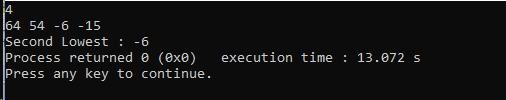 4
64 54 -6 -15
Second Lowest : -6
Process returned 0 (0x0)   execution time : 13.072 s
Press any key to continue.